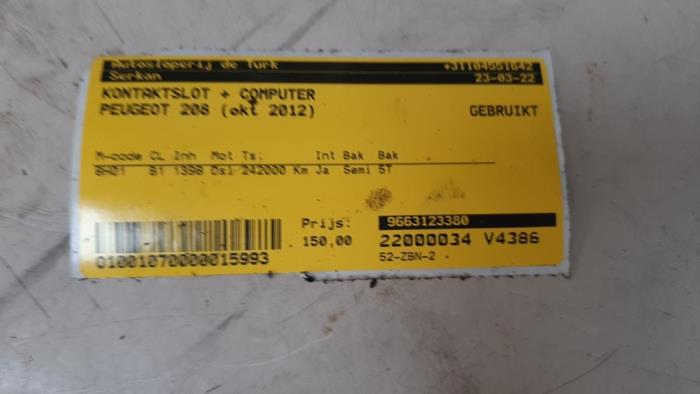 Autosloperij de Turk +31104551642
Serkan 23-03-22
KONTAKTSLOT + COMPUTER
PEUGEOT 208 (okt 2012) GEBRUIKT
M-code CL Inh Mot Ts: Int Bak Bak
BH01 B1 1398 Dsl 242000 Km Ja Semi 5T
Prijs: 9663123380
150,00 22000034 V4386
01001070000015993 52-ZBN-2